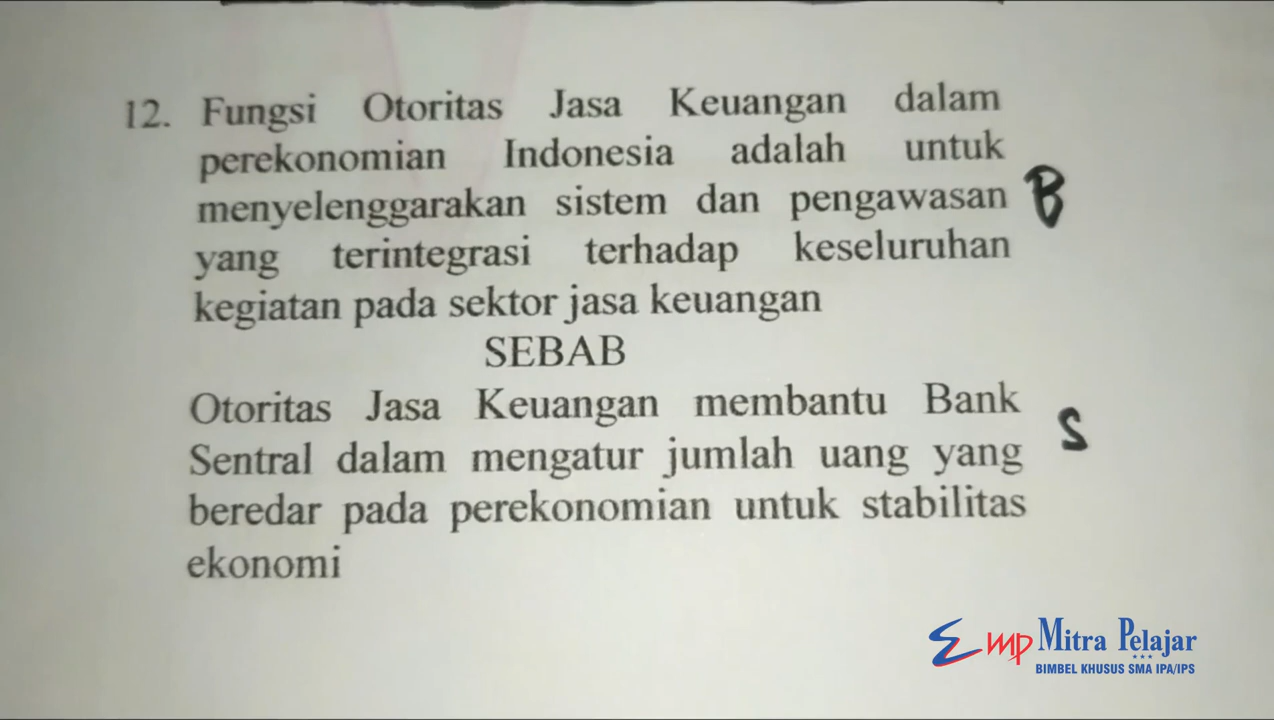 12. Fungsi Otoritas Jasa Keuangan dalam
perekonomian Indonesia adalah untuk
menyelenggarakan sistem dan pengawasan B
yang terintegrasi terhadap keseluruhan
kegiatan pada sektor jasa keuangan
SEBAB
Otoritas Jasa Keuangan membantu Bank
Sentral dalam mengatur jumlah uang yang S
beredar pada perekonomian untuk stabilitas
ekonomi
mp Mitra Pelajar
BIMBEL KHUSUS SMA IPA/IPS